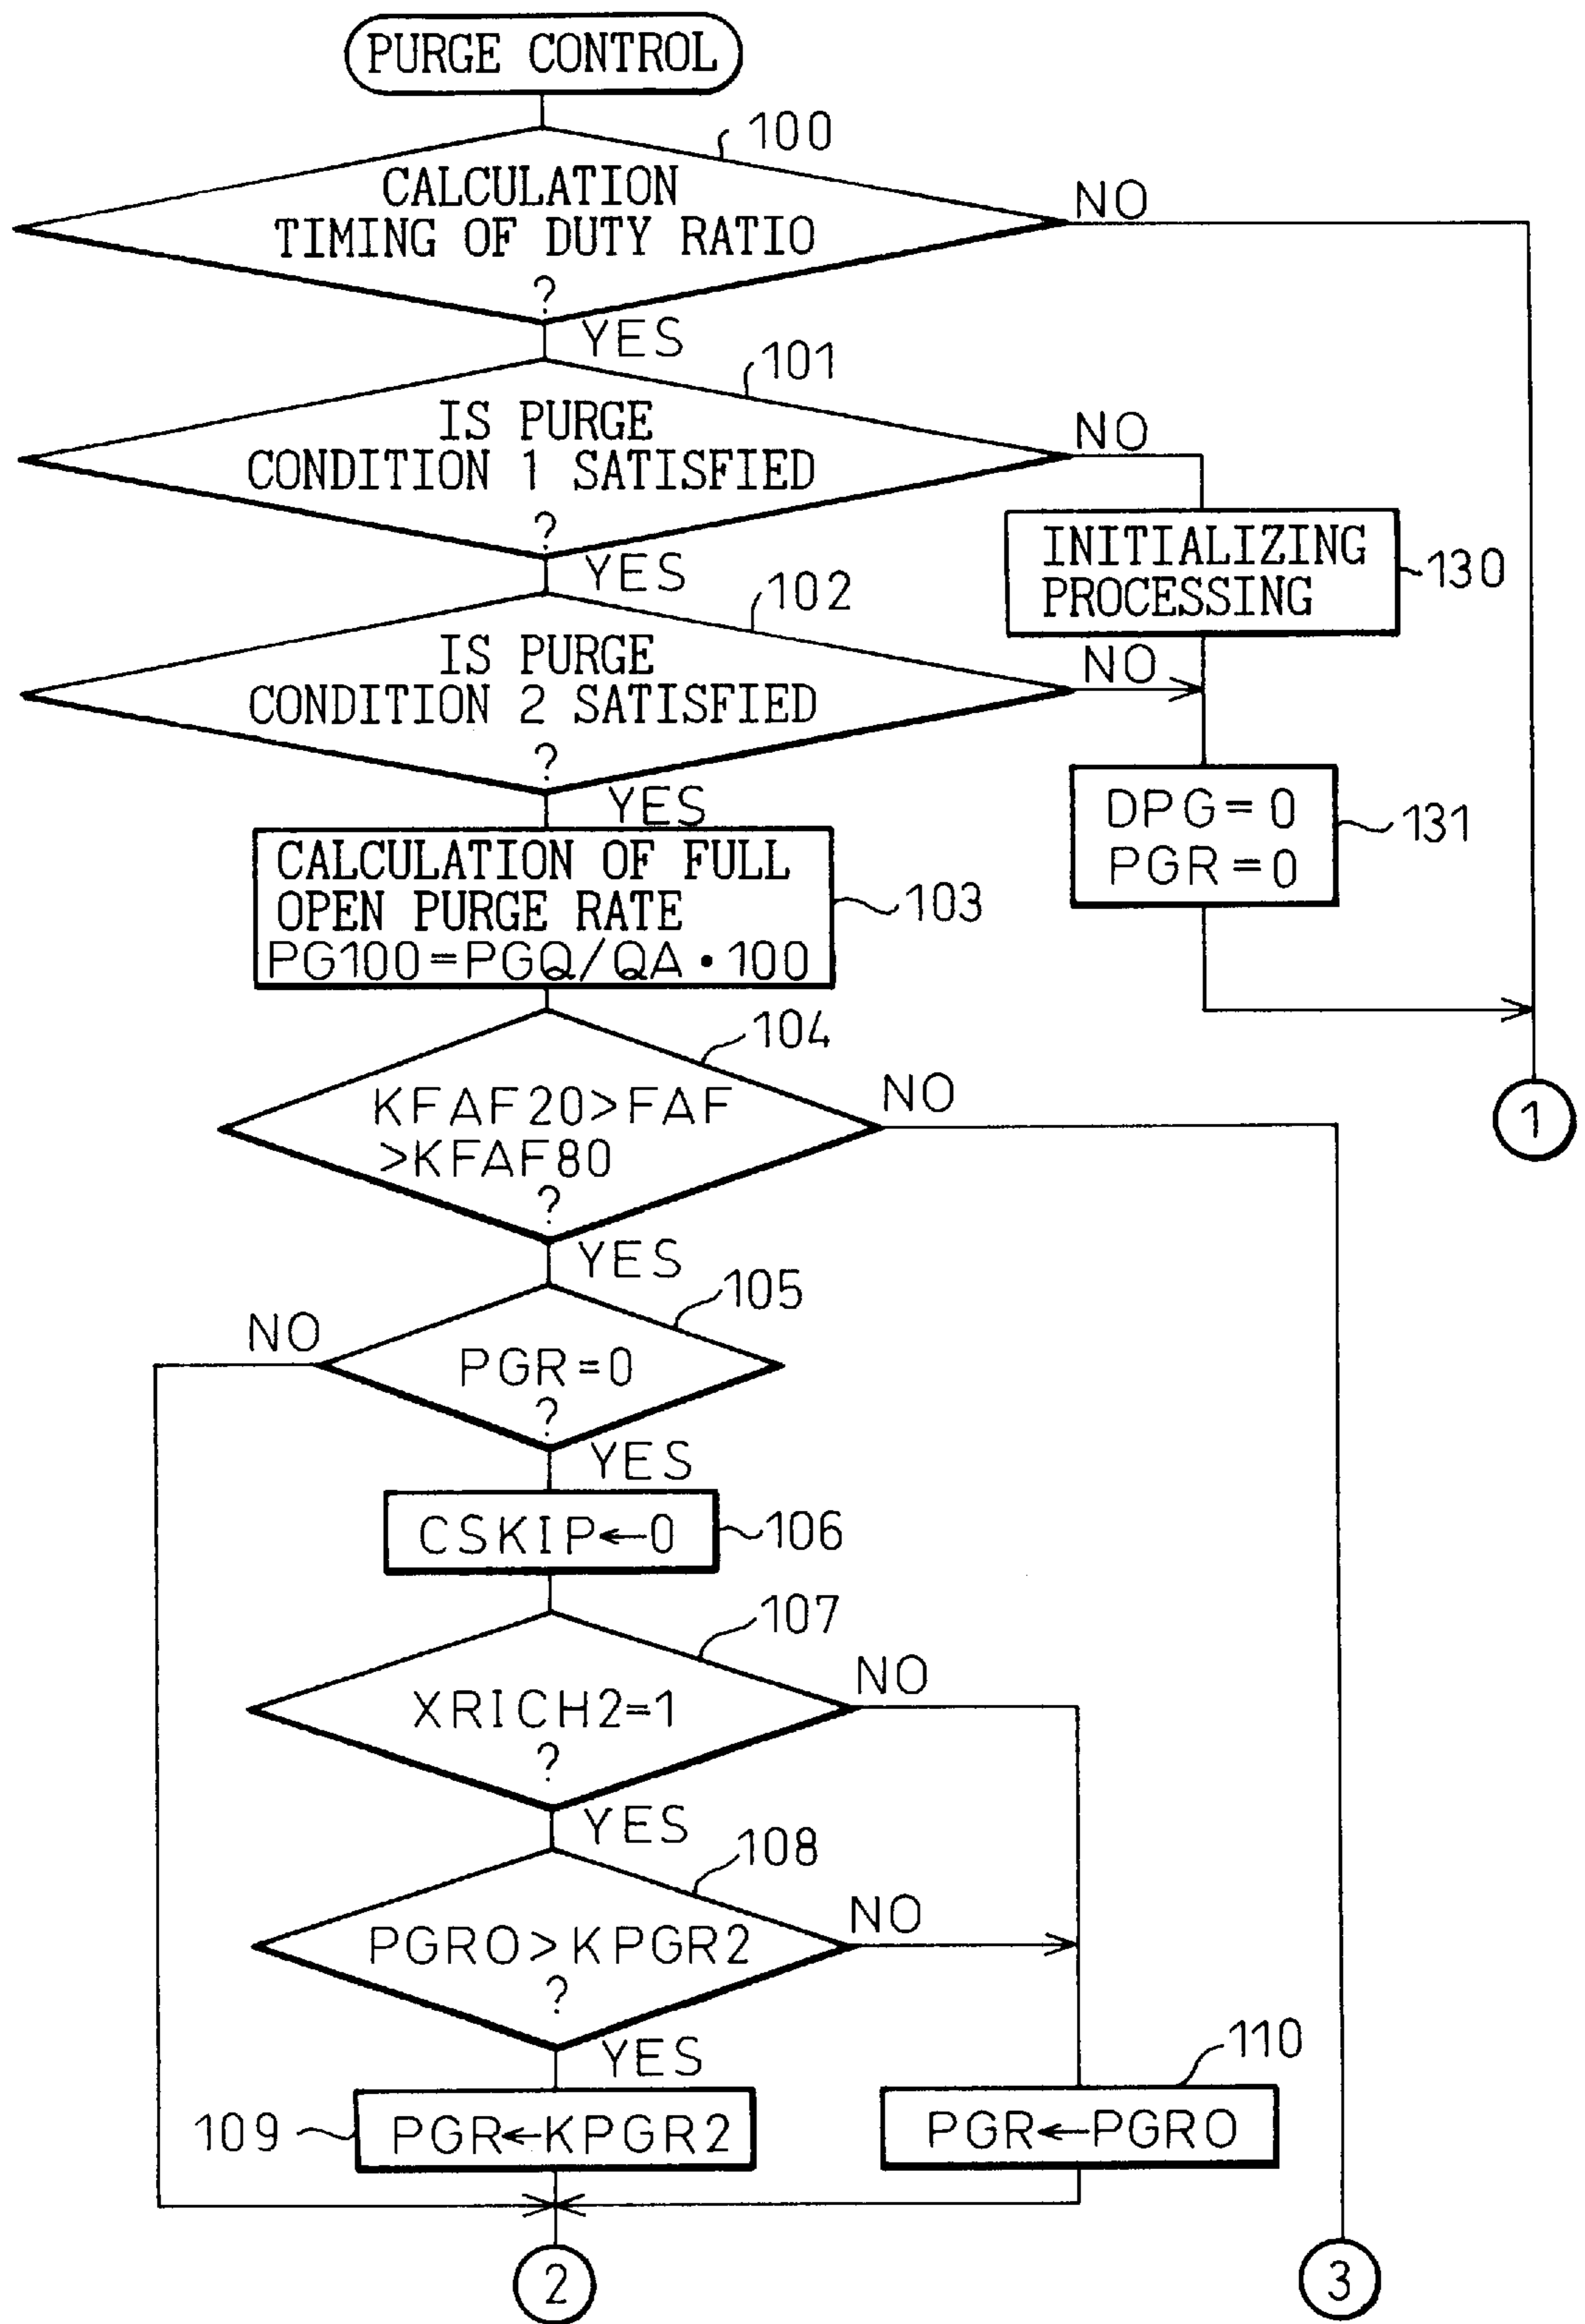 PURGE CONTROL
100
CALCULATION
TIMING OF DUTY RATIO
?
NO
YES
101
IS PURGE
CONDITION 1 SATISFIED
?
NO
YES
INITIALIZING
PROCESSING
130
102
IS PURGE
CONDITION 2 SATISFIED
?
NO
YES
DPG=0
PGR=0
131
CALCULATION OF FULL
OPEN PURGE RATE
PG100=PGQ/QA·100
103
104
KFAF20>FAF
>KFAF80
?
NO
1
YES
105
NO
PGR=0
?
YES
CSKIP←0
106
107
XRICH2=1
?
NO
YES
108
PGRO>KPGR2
?
NO
YES
110
109
PGR←KPGR2
PGR←PGRO
2
3